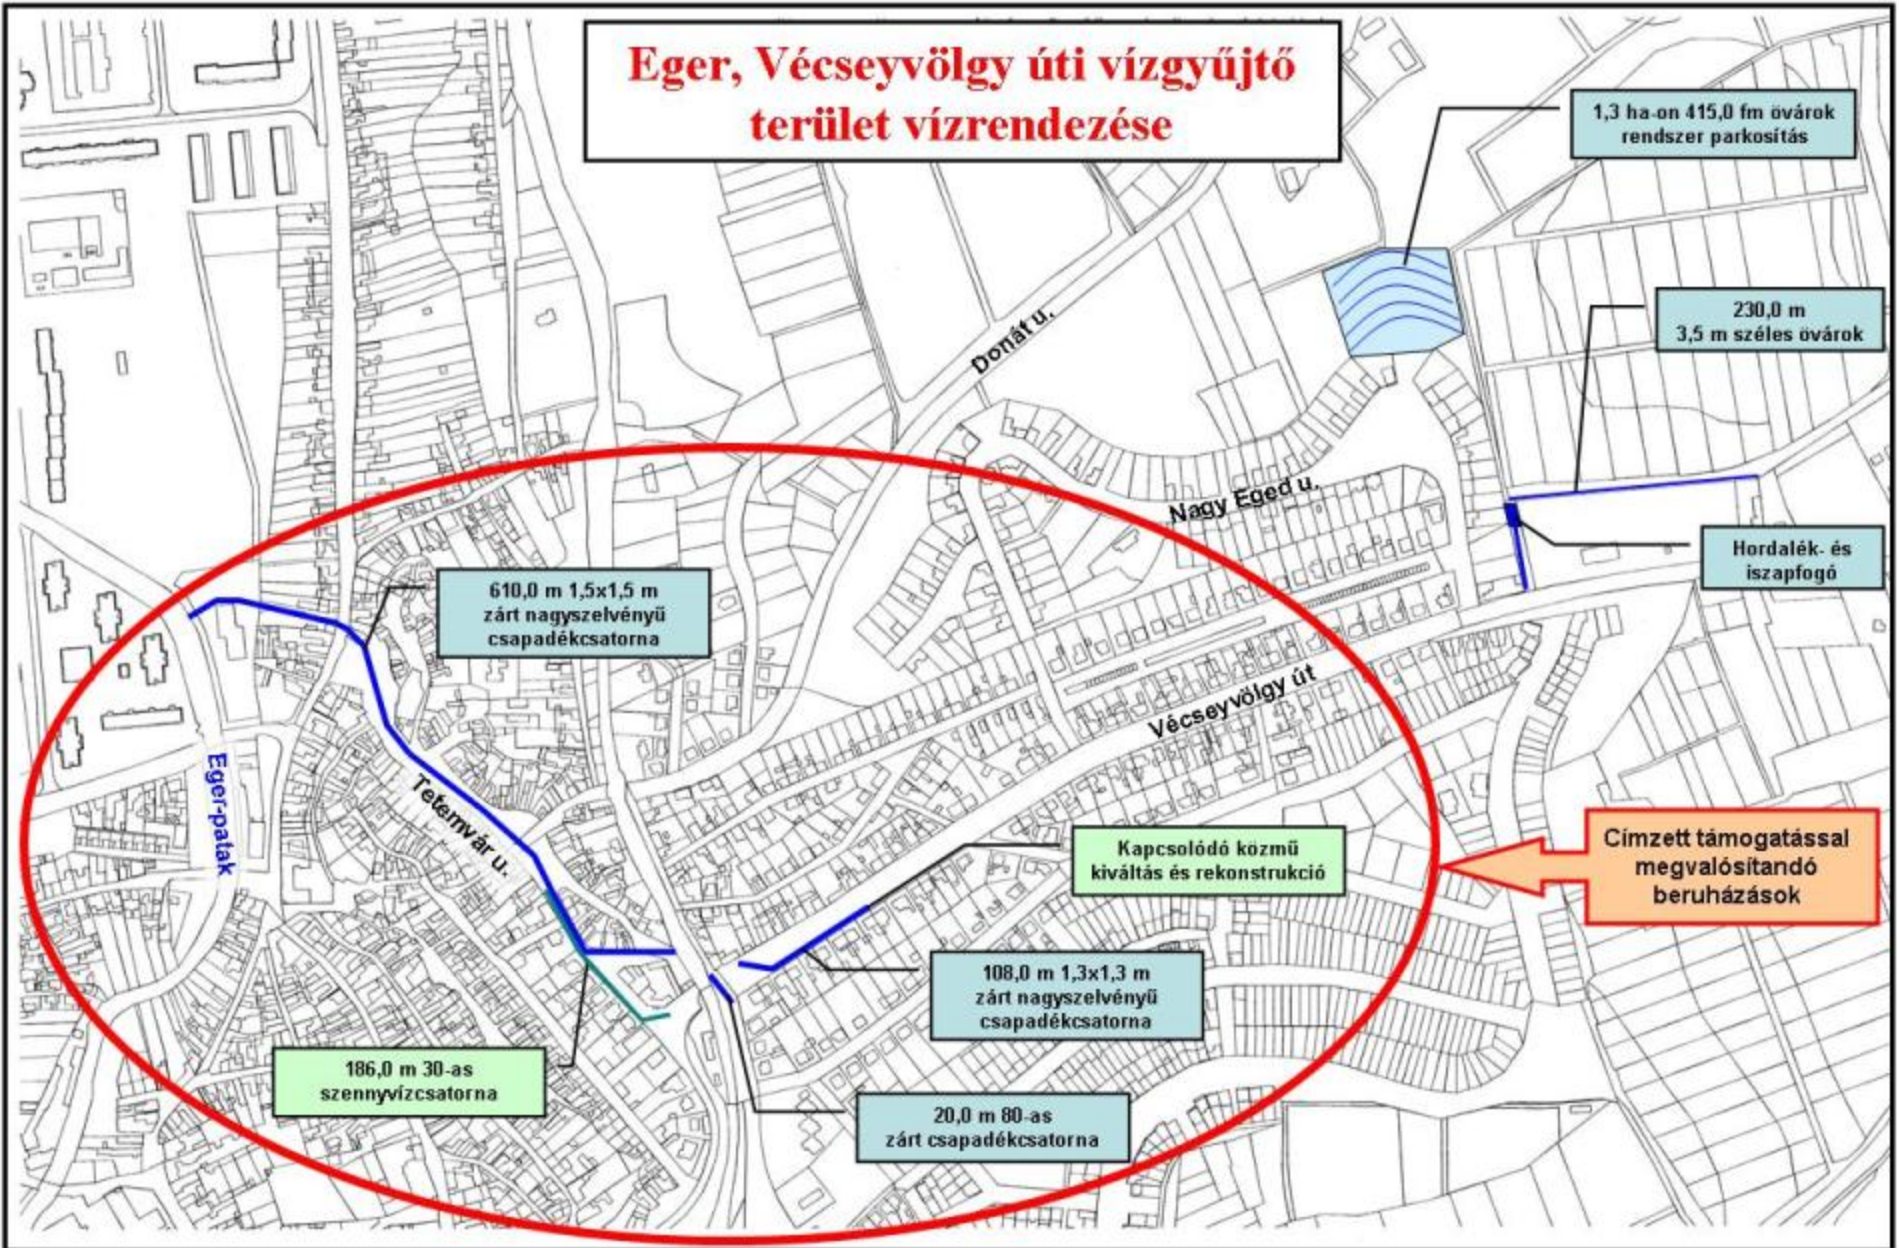 Eger, Vécseyvölgy úti vízgyűjtő
terület vízrendezése
1,3 ha-on 415,0 fm övárok
rendszer parkosítás
230,0 m
3,5 m széles övárok
Donát u.
Nagy Eged u.
Hordalék- és
iszapfogó
610,0 m 1,5x1,5 m
zárt nagyszelvényű
csapadékcsatorna
Vécseyvölgy út
Eger-patak
Tetemvár u.
Kapcsolódó közmű
kiváltás és rekonstrukció
Címzett támogatással
megvalósítandó
beruházások
108,0 m 1,3x1,3 m
zárt nagyszelvényű
csapadékcsatorna
186,0 m 30-as
szennyvízcsatorna
20,0 m 80-as
zárt csapadékcsatorna